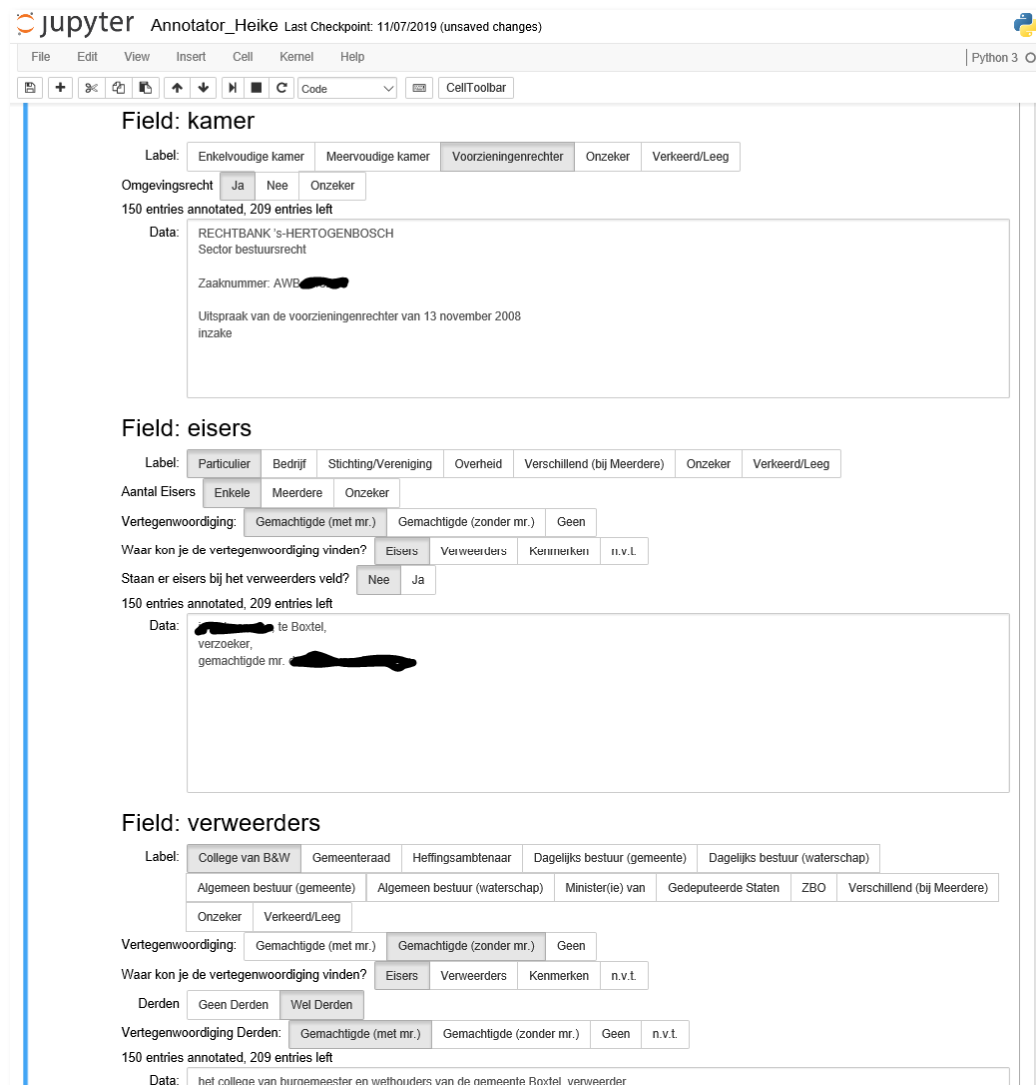 jupyter Annotator_Heike Last Checkpoint: 11/07/2019 (unsaved changes)
File Edit View Insert Cell Kernel Help Python 3
Code CellToolbar
Field: kamer
Label: Enkelvoudige kamer Meervoudige kamer Voorzieningenrechter Onzeker Verkeerd/Leeg
Omgevingsrecht Ja Nee Onzeker
150 entries annotated, 209 entries left
Data: RECHTBANK 's-HERTOGENBOSCH
Sector bestuursrecht
Zaaknummer: AWB
Uitspraak van de voorzieningenrechter van 13 november 2008
inzake
Field: eisers
Label: Particulier Bedrijf Stichting/Vereniging Overheid Verschillend (bij Meerdere) Onzeker Verkeerd/Leeg
Aantal Eisers Enkele Meerdere Onzeker
Vertegenwoordiging: Gemachtigde (met mr.) Gemachtigde (zonder mr.) Geen
Waar kon je de vertegenwoordiging vinden? Eisers Verweerders Kenmerken n.v.t.
Staan er eisers bij het verweerders veld? Nee Ja
150 entries annotated, 209 entries left
Data: , te Boxtel,
verzoeker,
gemachtigde mr.
Field: verweerders
Label: College van B&W Gemeenteraad Heffingsambtenaar Dagelijks bestuur (gemeente) Dagelijks bestuur (waterschap)
Algemeen bestuur (gemeente) Algemeen bestuur (waterschap) Minister(ie) van Gedeputeerde Staten ZBO Verschillend (bij Meerdere)
Onzeker Verkeerd/Leeg
Vertegenwoordiging: Gemachtigde (met mr.) Gemachtigde (zonder mr.) Geen
Waar kon je de vertegenwoordiging vinden? Eisers Verweerders Kenmerken n.v.t.
Derden Geen Derden Wel Derden
Vertegenwoordiging Derden: Gemachtigde (met mr.) Gemachtigde (zonder mr.) Geen n.v.t.
150 entries annotated, 209 entries left
Data: het college van burgemeester en wethouders van de gemeente Boxtel, verweerder